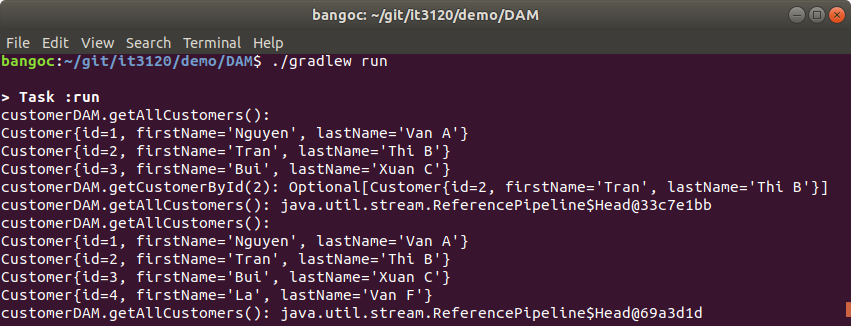 bangoc: ~/git/it3120/demo/DAM
File Edit View Search Terminal Help
bangoc:~/git/it3120/demo/DAM$ ./gradlew run
> Task :run
customerDAM.getAllCustomers():
Customer{id=1, firstName='Nguyen', lastName='Van A'}
Customer{id=2, firstName='Tran', lastName='Thi B'}
Customer{id=3, firstName='Bui', lastName='Xuan C'}
customerDAM.getCustomerById(2): Optional[Customer{id=2, firstName='Tran', lastName='Thi B'}]
customerDAM.getAllCustomers(): java.util.stream.ReferencePipeline$Head@33c7e1bb
customerDAM.getAllCustomers():
Customer{id=1, firstName='Nguyen', lastName='Van A'}
Customer{id=2, firstName='Tran', lastName='Thi B'}
Customer{id=3, firstName='Bui', lastName='Xuan C'}
Customer{id=4, firstName='La', lastName='Van F'}
customerDAM.getAllCustomers(): java.util.stream.ReferencePipeline$Head@69a3d1d